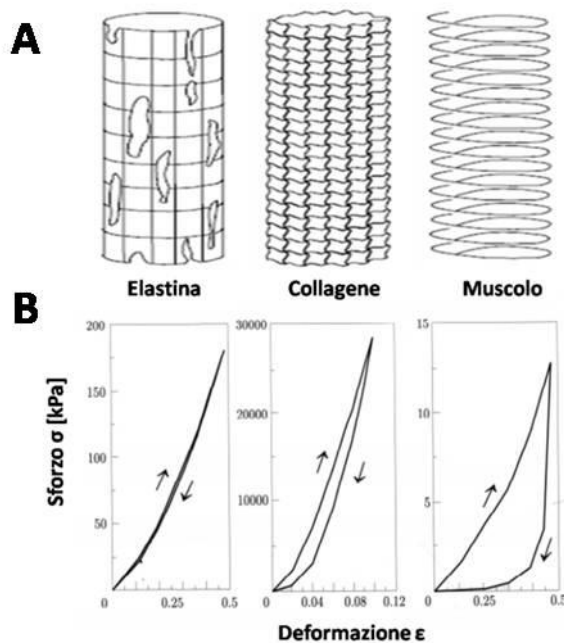 A
Elastina Collagene Muscolo
B
Sforzo σ [kPa]
200
150
100
50
0
0.25 0.5
30000
20000
10000
0
0.04 0.08 0.12
15
10
5
0
0.25 0.5
Deformazione ε